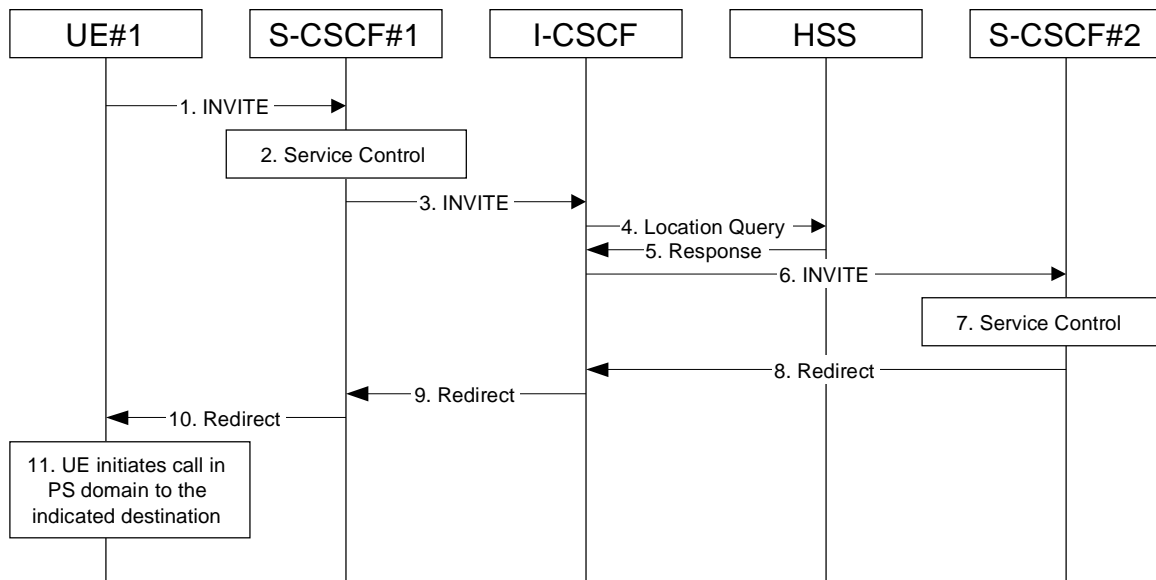 UE#1
S-CSCF#1
I-CSCF
HSS
S-CSCF#2
1. INVITE
2. Service Control
3. INVITE
4. Location Query
5. Response
6. INVITE
7. Service Control
8. Redirect
9. Redirect
10. Redirect
11. UE initiates call in
PS domain to the
indicated destination